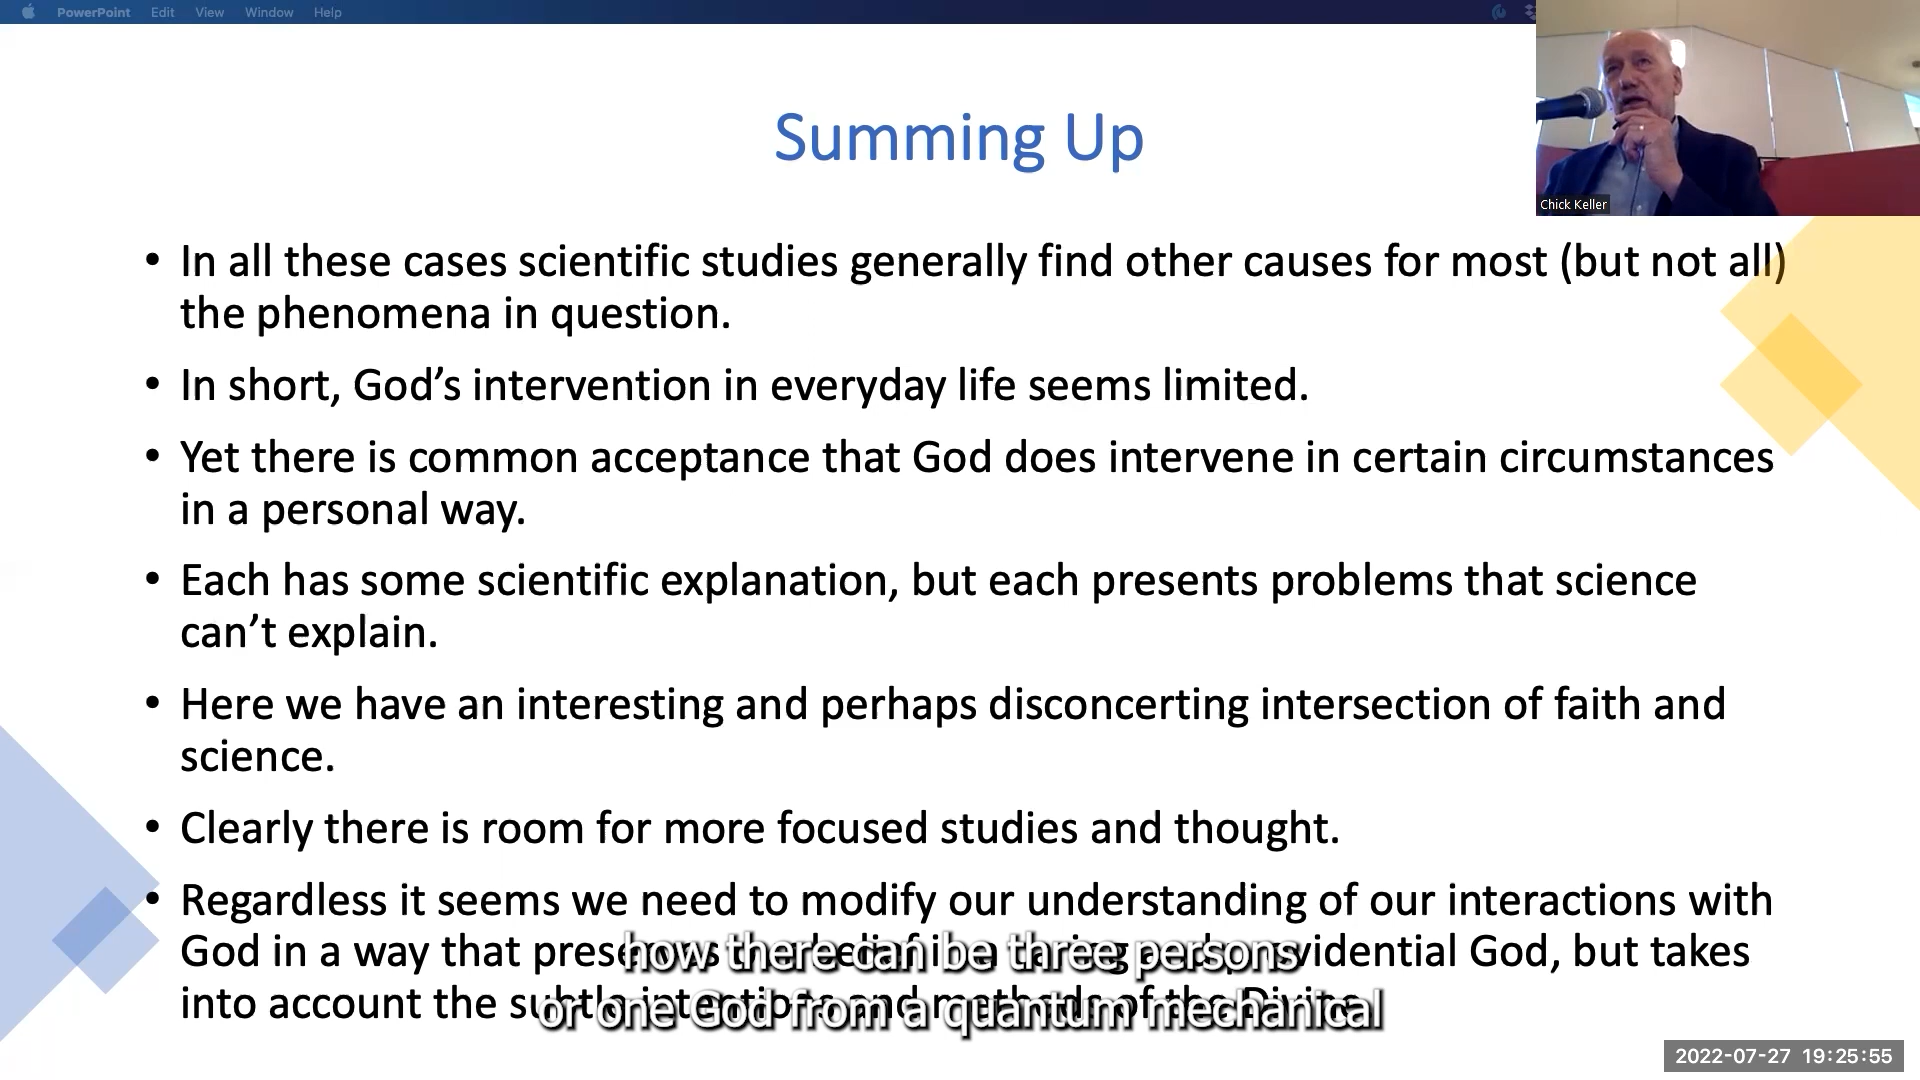 PowerPoint Edit View Window Help
Chick Keller
Summing Up
• In all these cases scientific studies generally find other causes for most (but not all)
the phenomena in question.
• In short, God’s intervention in everyday life seems limited.
• Yet there is common acceptance that God does intervene in certain circumstances
in a personal way.
• Each has some scientific explanation, but each presents problems that science
can’t explain.
• Here we have an interesting and perhaps disconcerting intersection of faith and
science.
• Clearly there is room for more focused studies and thought.
• Regardless it seems we need to modify our understanding of our interactions with
God in a way that preserves belief in caring providential God, but takes
into account the subtle intentions and methods of the Divine
how there can be three persons
or one God from a quantum mechanical
2022-07-27 19:25:55